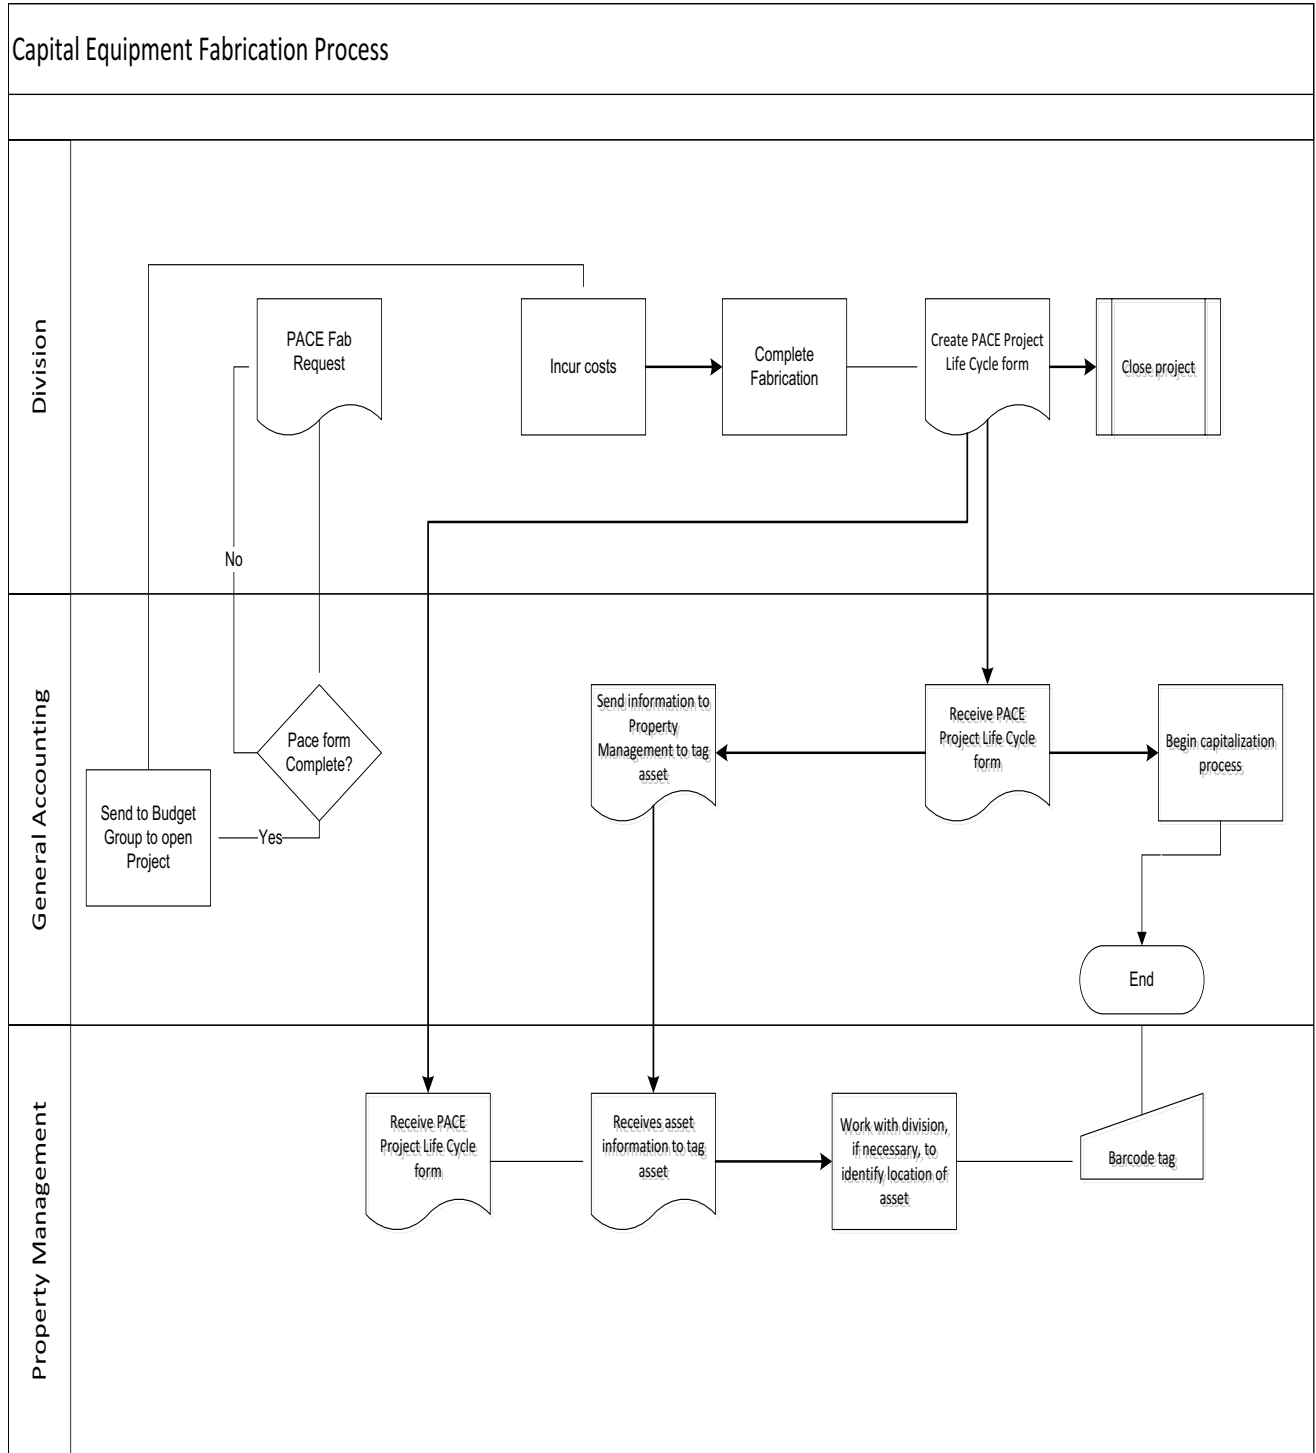 Capital Equipment Fabrication Process
Division
PACE Fab
Request
Incur costs
Complete
Fabrication
Create PACE Project
Life Cycle form
Close project
No
General Accounting
Send to Budget
Group to open
Project
Yes
Pace form
Complete?
Send information to
Property
Management to tag
asset
Receive PACE
Project Life Cycle
form
Begin capitalization
process
End
Property Management
Receive PACE
Project Life Cycle
form
Receives asset
information to tag
asset
Work with division,
if necessary, to
identify location of
asset
Barcode tag